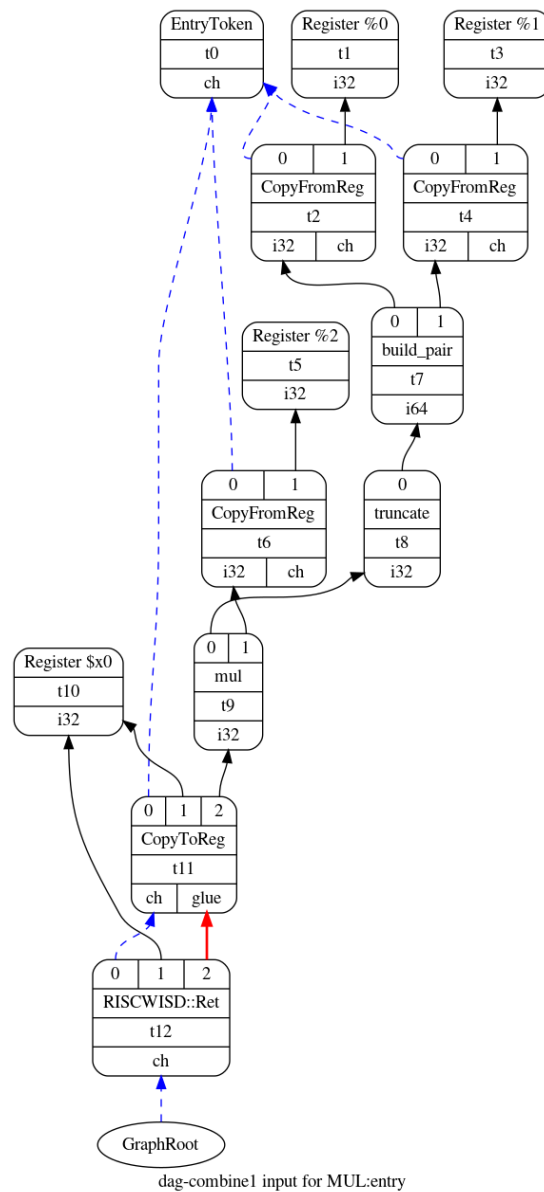 EntryToken
t0
ch
Register %0
t1
i32
Register %1
t3
i32
0 1
CopyFromReg
t2
i32 ch
0 1
CopyFromReg
t4
i32 ch
0 1
build_pair
t7
i64
Register %2
t5
i32
0 1
CopyFromReg
t6
i32 ch
0
truncate
t8
i32
0 1
mul
t9
i32
Register $x0
t10
i32
0 1 2
CopyToReg
t11
ch glue
0 1 2
RISCWISD::Ret
t12
ch
GraphRoot
dag-combine1 input for MUL:entry